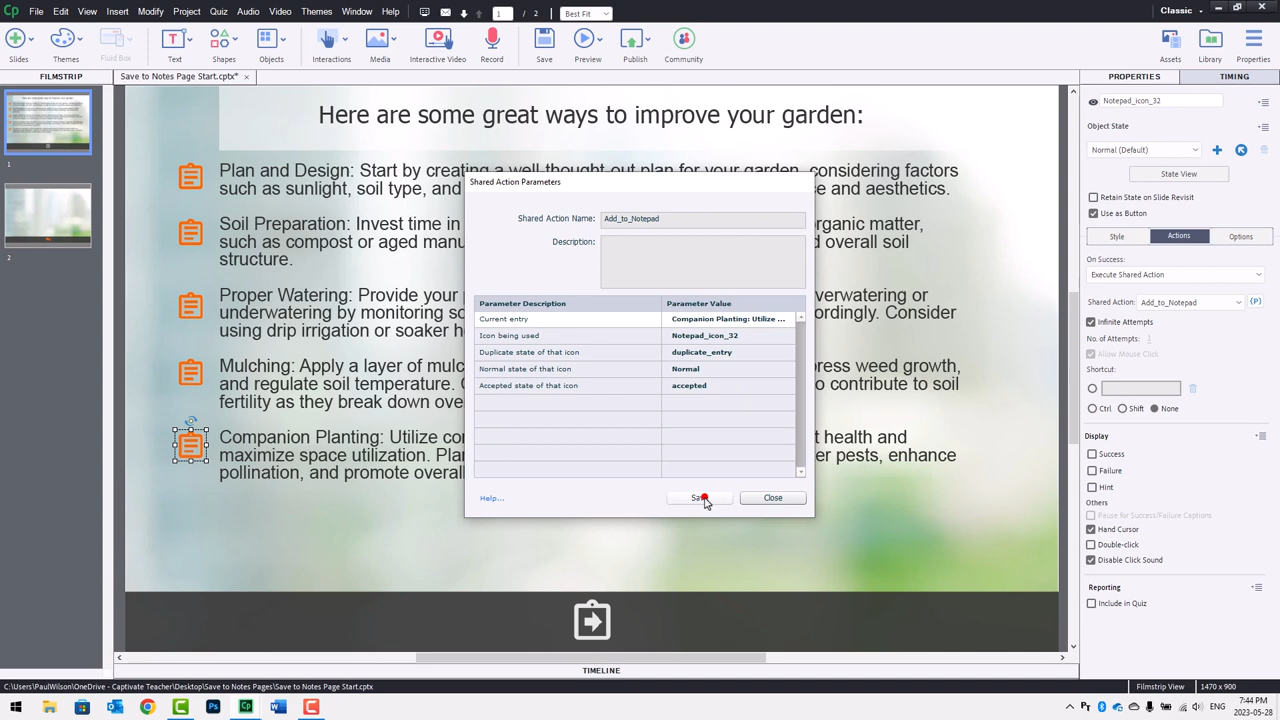 Cp File Edit View Insert Modify Project Quiz Audio Video Themes Window Help 1 / 2 Best Fit Classic
Slides Themes Fluid Box Text Shapes Objects Interactions Media Interactive Video Record Save Preview Publish Community Assets Library Properties
FILMSTRIP Save to Notes Page Start.cptx* × PROPERTIES TIMING
1
2
Here are some great ways to improve your garden:
Plan and Design: Start by creating a well-thought-out plan for your garden, considering factors
such as sunlight, soil type, and ce and aesthetics.
Soil Preparation: Invest time in organic matter,
such as compost or aged manu d overall soil
structure.
Proper Watering: Provide your verwatering or
underwatering by monitoring so ordingly. Consider
using drip irrigation or soaker h
Mulching: Apply a layer of mulc press weed growth,
and regulate soil temperature. to contribute to soil
fertility as they break down ove
Companion Planting: Utilize co t health and
maximize space utilization. Plan er pests, enhance
pollination, and promote overal
Shared Action Parameters
Shared Action Name: Add_to_Notepad
Description:
Parameter Description Parameter Value
Current entry Companion Planting: Utilize ...
Icon being used Notepad_icon_32
Duplicate state of that icon duplicate_entry
Normal state of that icon Normal
Accepted state of that icon accepted
Help... Sa Close
Notepad_icon_32
Object State
Normal (Default)
State View
Retain State on Slide Revisit
Use as Button
Style Actions Options
On Success:
Execute Shared Action
Shared Action: Add_to_Notepad {P}
Infinite Attempts
No. of Attempts: 1
Allow Mouse Click
Shortcut:
Ctrl Shift None
Display
Success
Failure
Hint
Others
Pause for Success/Failure Captions
Hand Cursor
Double-click
Disable Click Sound
Reporting
Include in Quiz
TIMELINE
C:\Users\PaulWilson\OneDrive - Captivate Teacher\Desktop\Save to Notes Pages\Save to Notes Page Start.cptx Filmstrip View 1470 x 900
Ps Cp W ENG 7:44 PM
2023-05-28